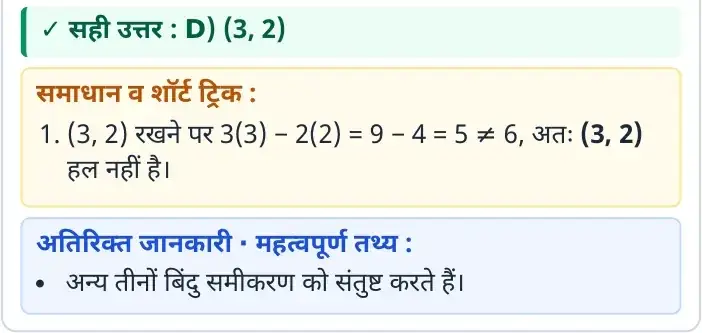 ✓ सही उत्तर : D) (3, 2)
समाधान व शॉर्ट ट्रिक :
1. (3, 2) रखने पर 3(3) − 2(2) = 9 − 4 = 5 ≠ 6, अतः (3, 2)
हल नहीं है।
अतिरिक्त जानकारी · महत्वपूर्ण तथ्य :
• अन्य तीनों बिंदु समीकरण को संतुष्ट करते हैं।